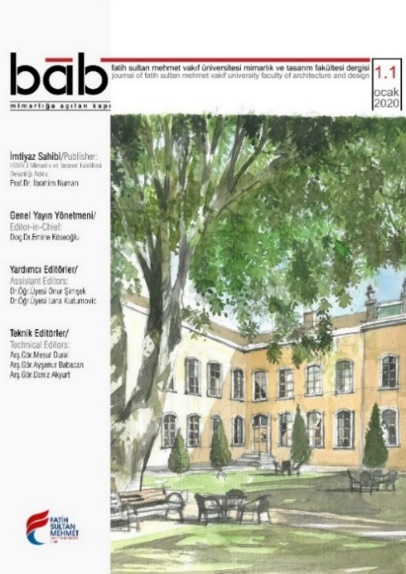 bāb
mimarlığa açılan kapı
fatih sultan mehmet vakıf üniversitesi mimarlık ve tasarım fakültesi dergisi
journal of fatih sultan mehmet vakıf university faculty of architecture and design
1.1
ocak
2020
İmtiyaz Sahibi/Publisher:
FSMVÜ Mimarlık ve Tasarım Fakültesi
Dekanlığı Adına
Prof.Dr. İbrahim Numan
Genel Yayın Yönetmeni/
Editor-in-Chief:
Doç.Dr.Emine Köseoğlu
Yardımcı Editörler/
Assistant Editors:
Dr.Öğr.Üyesi Onur Şimşek
Dr.Öğr.Üyesi Lana Kudumovic
Teknik Editörler/
Technical Editors:
Arş.Gör.Mesut Dural
Arş.Gör.Ayşenur Babacan
Arş.Gör.Deniz Akyurt
FATİH
SULTAN
MEHMET